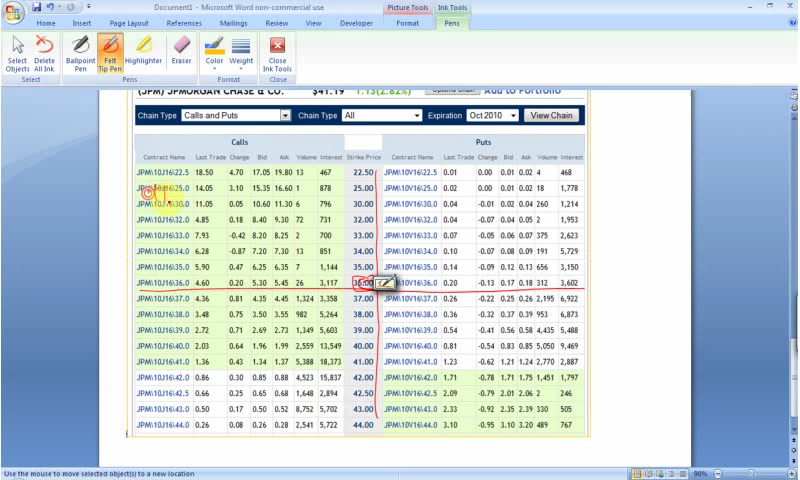 Document1 - Microsoft Word non-commercial use
Picture Tools Ink Tools
Home Insert Page Layout References Mailings Review View Developer Format Pens
Select Objects Delete All Ink Ballpoint Pen Felt Tip Pen Highlighter Eraser Color Weight Close Ink Tools
Select Pens Format Close
(JPM) JPMORGAN CHASE & CO. $41.19 1.13(2.82%) Options Chain Add to Portfolio
Chain Type Calls and Puts Chain Type All Expiration Oct 2010 View Chain
Calls Puts
Contract Name Last Trade Change Bid Ask Volume Interest Strike Price Contract Name Last Trade Change Bid Ask Volume Interest
JPM\10J16\22.5 18.50 4.70 17.05 19.80 13 467 22.50 JPM\10V16\22.5 0.01 0.00 0.01 0.02 4 468
JPM\10J16\25.0 14.05 3.10 15.35 16.60 1 878 25.00 JPM\10V16\25.0 0.02 0.00 0.01 0.02 18 1,778
JPM\10J16\30.0 11.05 0.05 10.60 11.30 6 796 30.00 JPM\10V16\30.0 0.04 -0.01 0.02 0.04 260 1,214
JPM\10J16\32.0 4.85 0.18 8.40 9.30 72 731 32.00 JPM\10V16\32.0 0.04 -0.07 0.04 0.05 2 1,953
JPM\10J16\33.0 7.93 -0.42 8.20 8.25 2 700 33.00 JPM\10V16\33.0 0.07 -0.05 0.06 0.07 375 2,623
JPM\10J16\34.0 6.28 -0.87 7.20 7.30 13 851 34.00 JPM\10V16\34.0 0.10 -0.07 0.08 0.09 191 5,729
JPM\10J16\35.0 5.90 0.47 6.25 6.35 7 1,144 35.00 JPM\10V16\35.0 0.14 -0.09 0.12 0.13 656 3,150
JPM\10J16\36.0 4.60 0.20 5.30 5.45 26 3,117 36.00 JPM\10V16\36.0 0.20 -0.13 0.17 0.18 312 3,602
JPM\10J16\37.0 4.36 0.81 4.35 4.45 1,324 3,358 37.00 JPM\10V16\37.0 0.26 -0.22 0.25 0.26 2,195 6,922
JPM\10J16\38.0 3.48 0.75 3.50 3.55 982 5,264 38.00 JPM\10V16\38.0 0.36 -0.32 0.37 0.39 953 6,873
JPM\10J16\39.0 2.72 0.71 2.69 2.73 1,349 5,603 39.00 JPM\10V16\39.0 0.54 -0.41 0.56 0.58 4,435 5,488
JPM\10J16\40.0 2.03 0.64 1.96 1.99 2,559 13,549 40.00 JPM\10V16\40.0 0.81 -0.54 0.83 0.85 5,050 9,469
JPM\10J16\41.0 1.36 0.43 1.34 1.37 5,388 18,373 41.00 JPM\10V16\41.0 1.23 -0.62 1.21 1.24 2,770 2,887
JPM\10J16\42.0 0.86 0.30 0.85 0.88 4,523 15,837 42.00 JPM\10V16\42.0 1.71 -0.78 1.71 1.75 1,451 1,797
JPM\10J16\42.5 0.66 0.25 0.65 0.68 1,648 2,894 42.50 JPM\10V16\42.5 2.09 -0.79 2.01 2.06 2 246
JPM\10J16\43.0 0.50 0.17 0.50 0.52 8,752 5,702 43.00 JPM\10V16\43.0 2.33 -0.92 2.35 2.39 330 505
JPM\10J16\44.0 0.26 0.08 0.26 0.28 2,541 5,722 44.00 JPM\10V16\44.0 3.10 -0.95 3.10 3.20 489 767
Use the mouse to move selected object(s) to a new location 90%